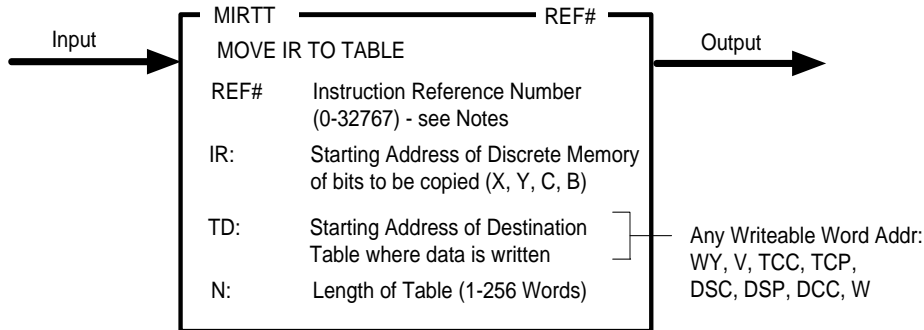 MIRTT REF#
Input
MOVE IR TO TABLE
Output
REF# Instruction Reference Number
(0-32767) - see Notes
IR: Starting Address of Discrete Memory
of bits to be copied (X, Y, C, B)
TD: Starting Address of Destination
Table where data is written
Any Writeable Word Addr:
WY, V, TCC, TCP,
DSC, DSP, DCC, W
N: Length of Table (1-256 Words)